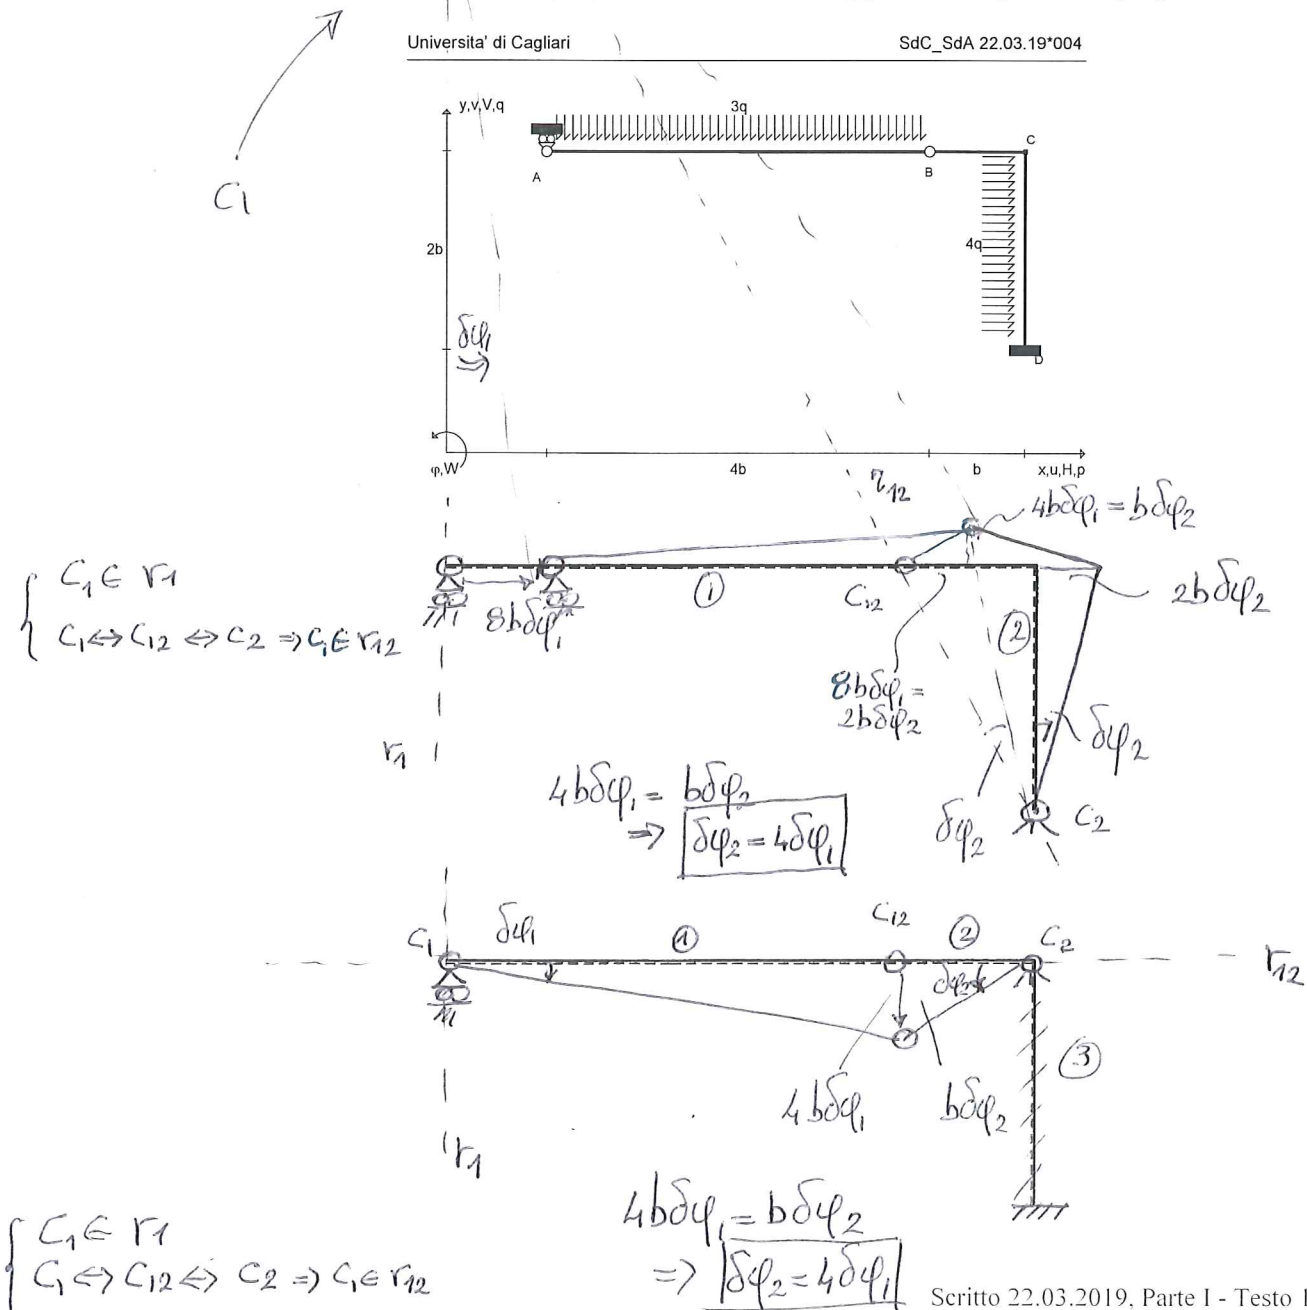 C1
Universita' di Cagliari
SdC_SdA 22.03.19*004
y,v,V,q
3q
A
B
C
2b
4q
δφ1
D
φ,W
4b
b
x,u,H,p
r12
4bδφ1 = bδφ2
C1 ∈ r1
C1 ⇔ C12 ⇔ C2 ⇒ C1 ∈ r12
8bδφ1
1
C12
2
2bδφ2
8bδφ1 =
2bδφ2
r1
δφ2
4bδφ1 = bδφ2
⇒ δφ2 = 4δφ1
δφ2
C2
C1
δφ1
1
C12
2
C2
r12
δφ2
3
4bδφ1
bδφ2
r1
4bδφ1 = bδφ2
C1 ∈ r1
C1 ⇔ C12 ⇔ C2 ⇒ C1 ∈ r12
⇒ δφ2 = 4δφ1
Scritto 22.03.2019, Parte I - Testo 1